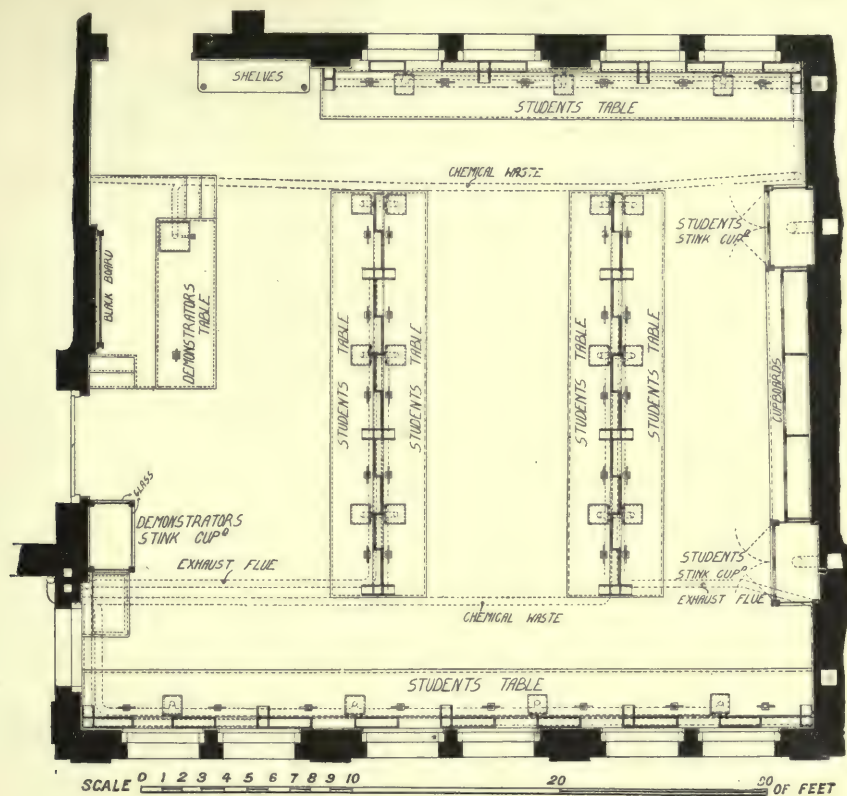 SHELVES
STUDENTS TABLE
CHEMICAL WASTE
STUDENTS
STINK CUPD
BLACK BOARD
DEMONSTRATORS
TABLE
STUDENTS TABLE
STUDENTS TABLE
STUDENTS TABLE
STUDENTS TABLE
CUPBOARDS
GLASS
DEMONSTRATORS
STINK CUPD
EXHAUST FLUE
STUDENTS
STINK CUPD
EXHAUST FLUE
CHEMICAL WASTE
STUDENTS TABLE
SCALE 0 1 2 3 4 5 6 7 8 9 10 20 30 OF FEET